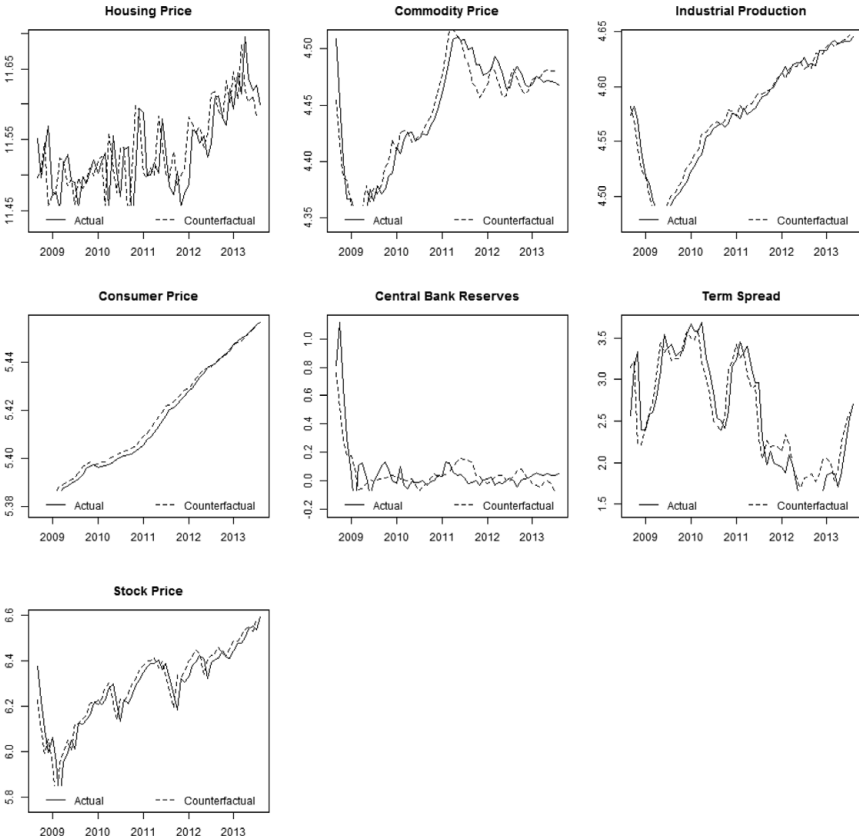 Housing Price
11.65
11.55
11.45
Actual Counterfactual
2009 2010 2011 2012 2013
Commodity Price
4.50
4.45
4.40
4.35
Actual Counterfactual
2009 2010 2011 2012 2013
Industrial Production
4.65
4.60
4.55
4.50
Actual Counterfactual
2009 2010 2011 2012 2013
Consumer Price
5.44
5.42
5.40
5.38
Actual Counterfactual
2009 2010 2011 2012 2013
Central Bank Reserves
1.0
0.8
0.6
0.4
0.2
0.0
-0.2
Actual Counterfactual
2009 2010 2011 2012 2013
Term Spread
3.5
3.0
2.5
2.0
1.5
Actual Counterfactual
2009 2010 2011 2012 2013
Stock Price
6.6
6.4
6.2
6.0
5.8
Actual Counterfactual
2009 2010 2011 2012 2013